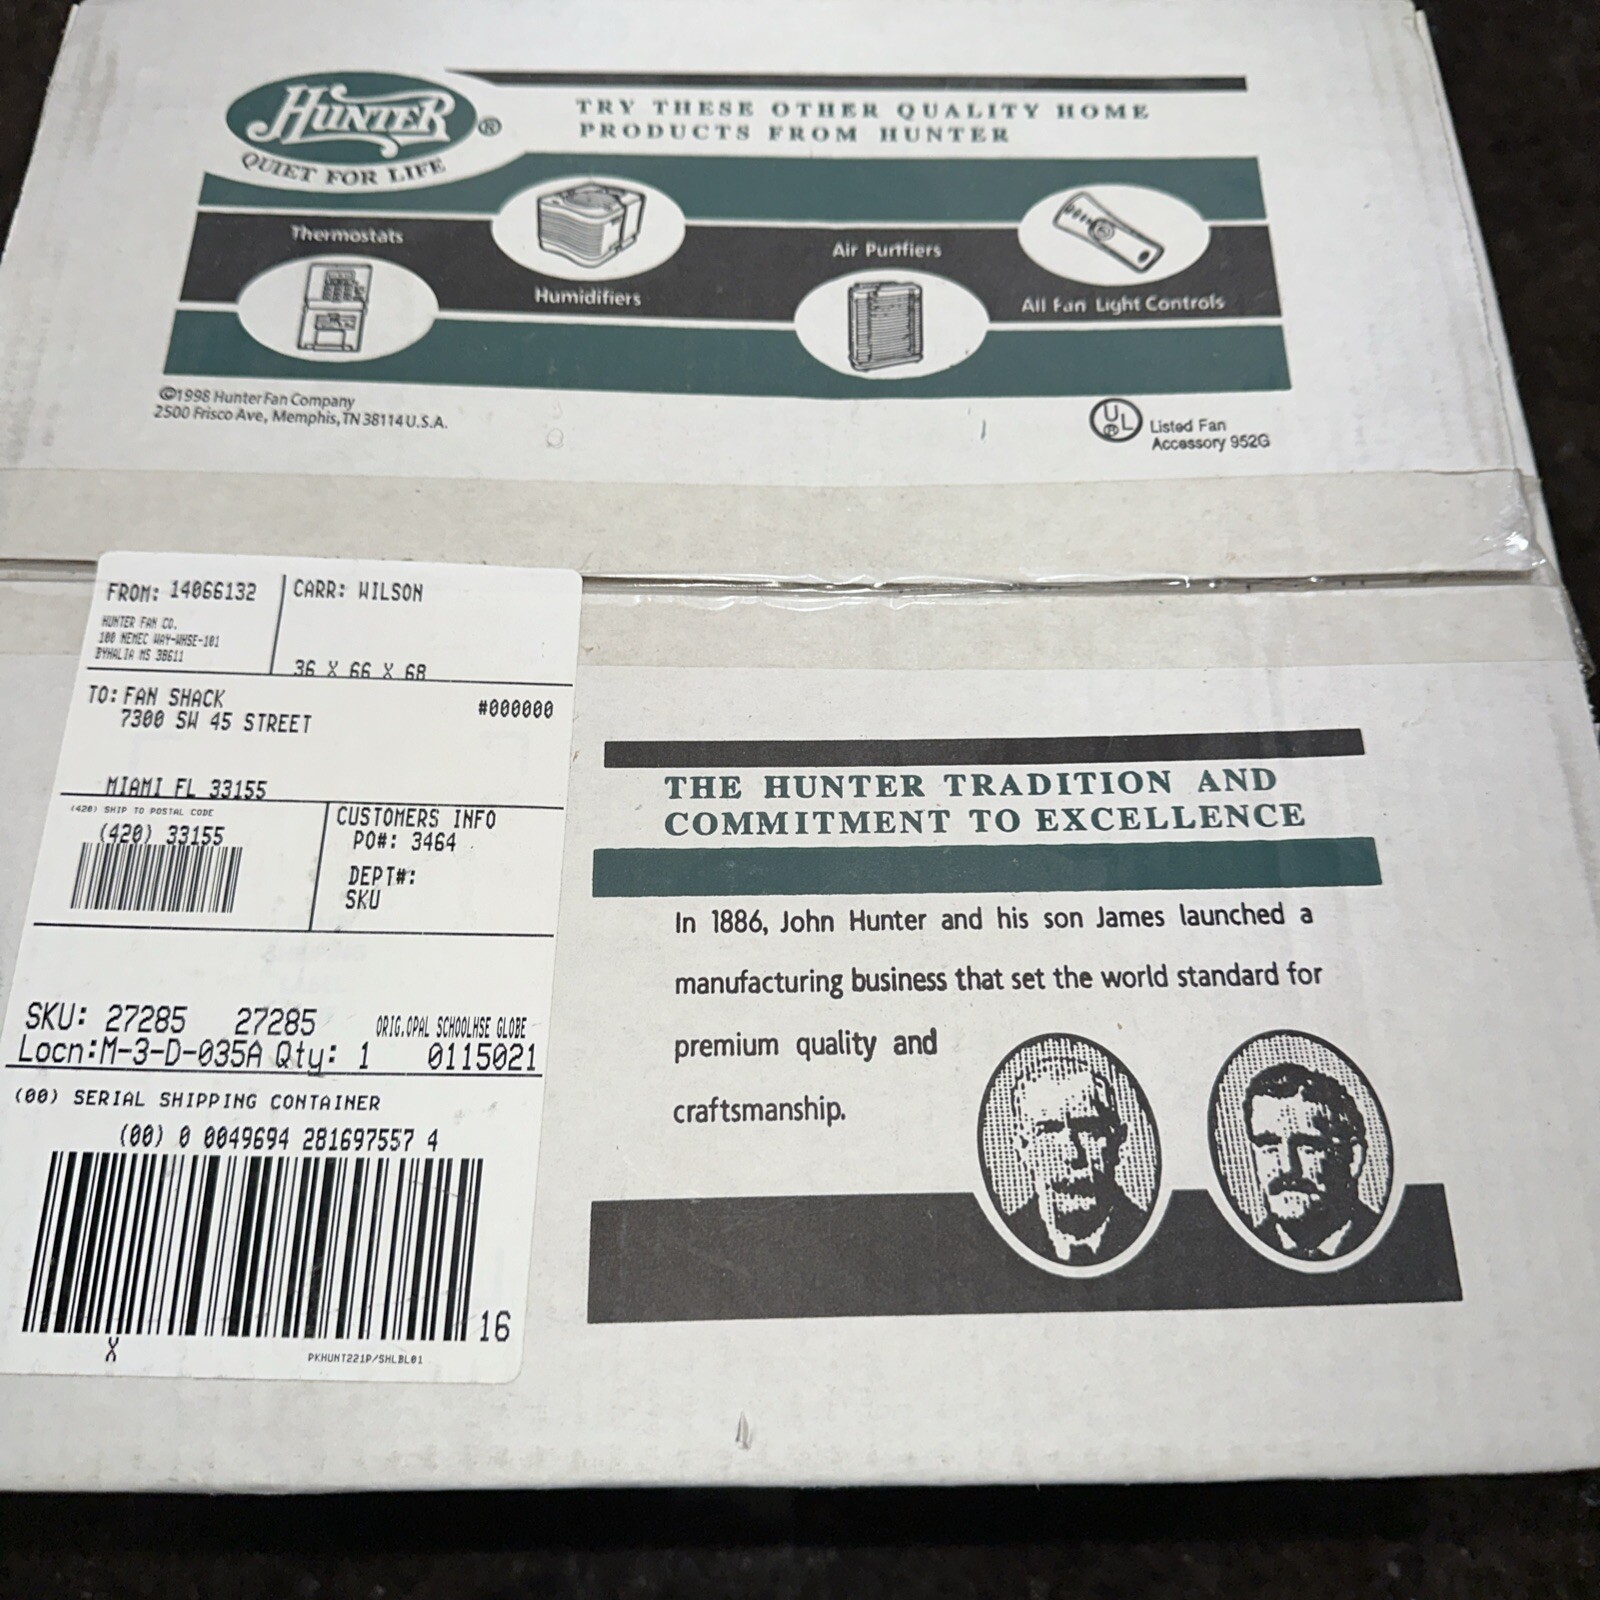 HUNTER ®
QUIET FOR LIFE
TRY THESE OTHER QUALITY HOME
PRODUCTS FROM HUNTER
Thermostats
Humidifiers
Air Purifiers
All Fan Light Controls
©1998 Hunter Fan Company
2500 Frisco Ave, Memphis, TN 38114 U.S.A.
UL ®
Listed Fan
Accessory 952G
FROM: 14066132
HUNTER FAN CO.
100 NEMEC WAY-WHSE-101
BYHALIA MS 38611
CARR: WILSON
36 X 66 X 68
TO: FAN SHACK
#000000
7300 SW 45 STREET
MIAMI FL 33155
(420) SHIP TO POSTAL CODE
(420) 33155
CUSTOMERS INFO
PO#: 3464
DEPT#:
SKU
SKU: 27285 27285 ORIG.OPAL SCHOOLHSE GLOBE
Locn:M-3-D-035A Qty: 1 0115021
(00) SERIAL SHIPPING CONTAINER
(00) 0 0049694 281697557 4
16
X
PKHUNT221P/SHLBL01
THE HUNTER TRADITION AND
COMMITMENT TO EXCELLENCE
In 1886, John Hunter and his son James launched a
manufacturing business that set the world standard for
premium quality and
craftsmanship.